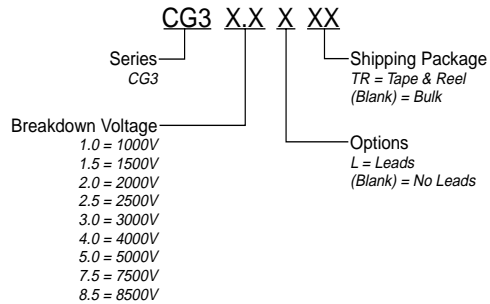 CG3 X.X X XX
Series
CG3
Shipping Package
TR = Tape & Reel
(Blank) = Bulk
Breakdown Voltage
1.0 = 1000V
1.5 = 1500V
2.0 = 2000V
2.5 = 2500V
3.0 = 3000V
4.0 = 4000V
5.0 = 5000V
7.5 = 7500V
8.5 = 8500V
Options
L = Leads
(Blank) = No Leads